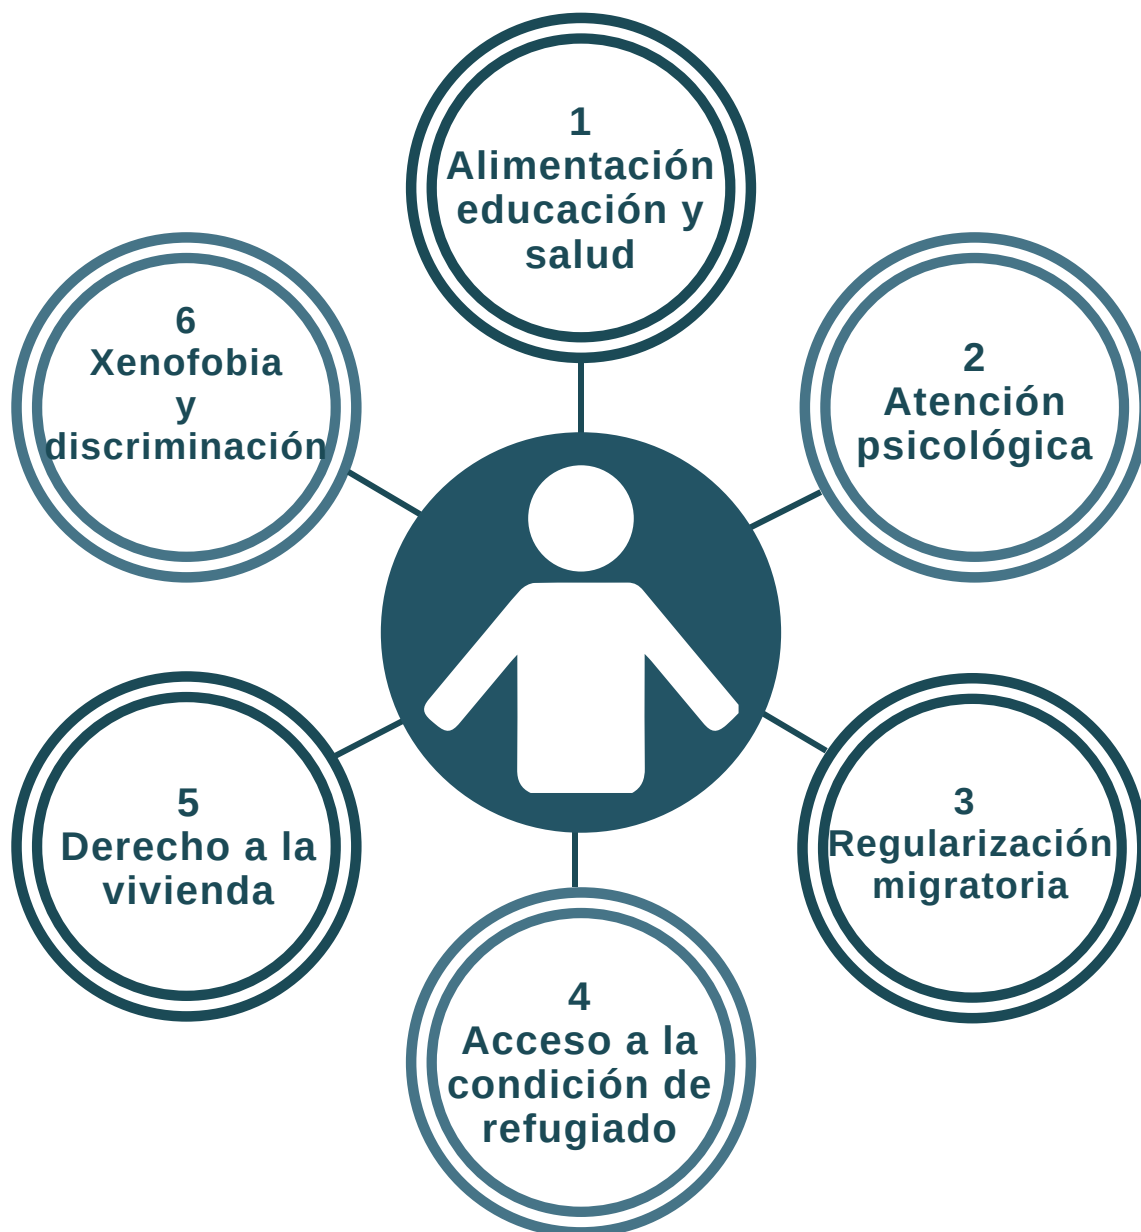 1
Alimentación
educación y
salud
2
Atención
psicológica
3
Regularización
migratoria
4
Acceso a la
condición de
refugiado
5
Derecho a la
vivienda
6
Xenofobia
y
discriminación